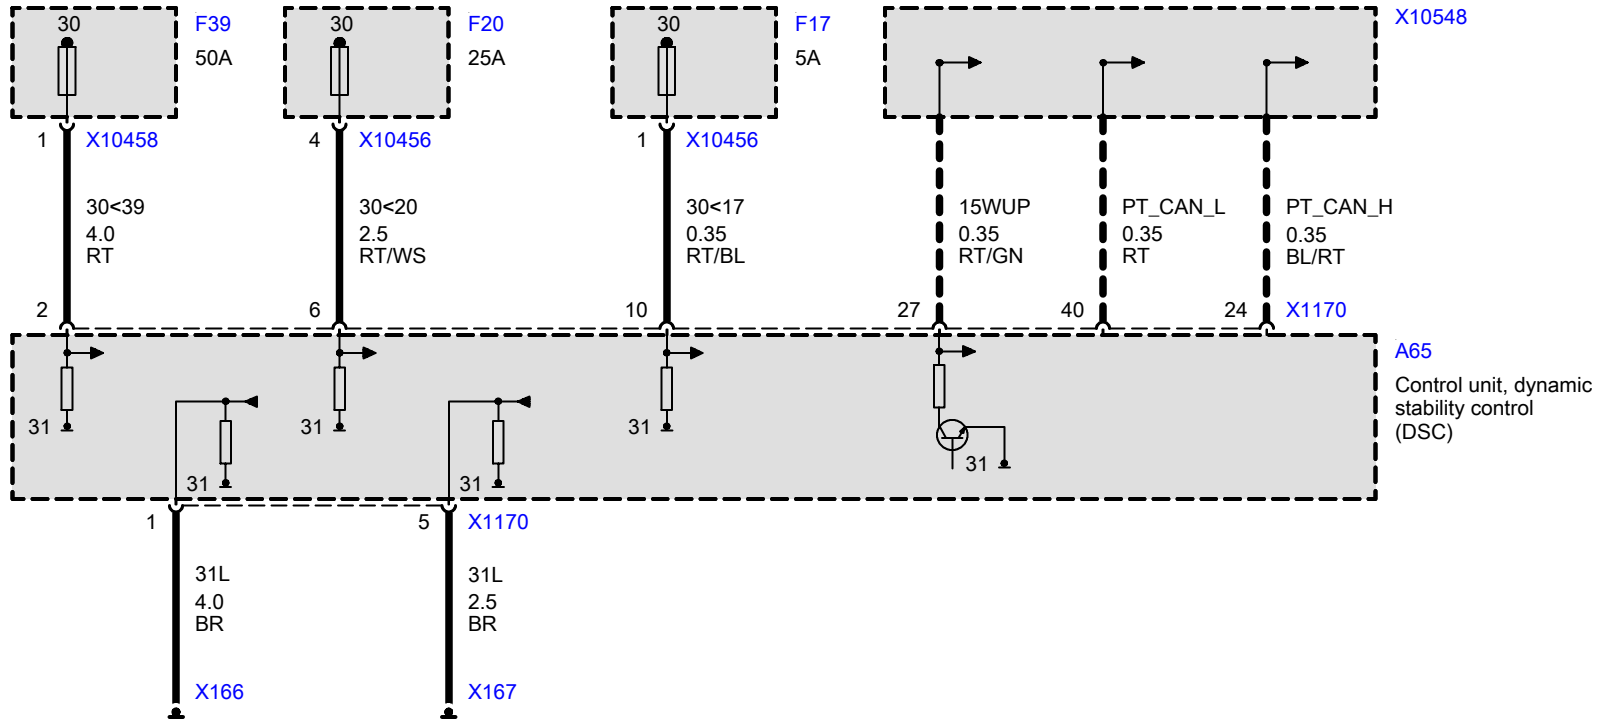 30
F39
50A
30
F20
25A
30
F17
5A
X10548
1
X10458
4
X10456
1
X10456
30<39
4.0
RT
30<20
2.5
RT/WS
30<17
0.35
RT/BL
15WUP
0.35
RT/GN
PT_CAN_L
0.35
RT
PT_CAN_H
0.35
BL/RT
2
6
10
27
40
24
X1170
A65
Control unit, dynamic
stability control
(DSC)
31
31
31
31
31
31
1
5
X1170
31L
4.0
BR
31L
2.5
BR
X166
X167